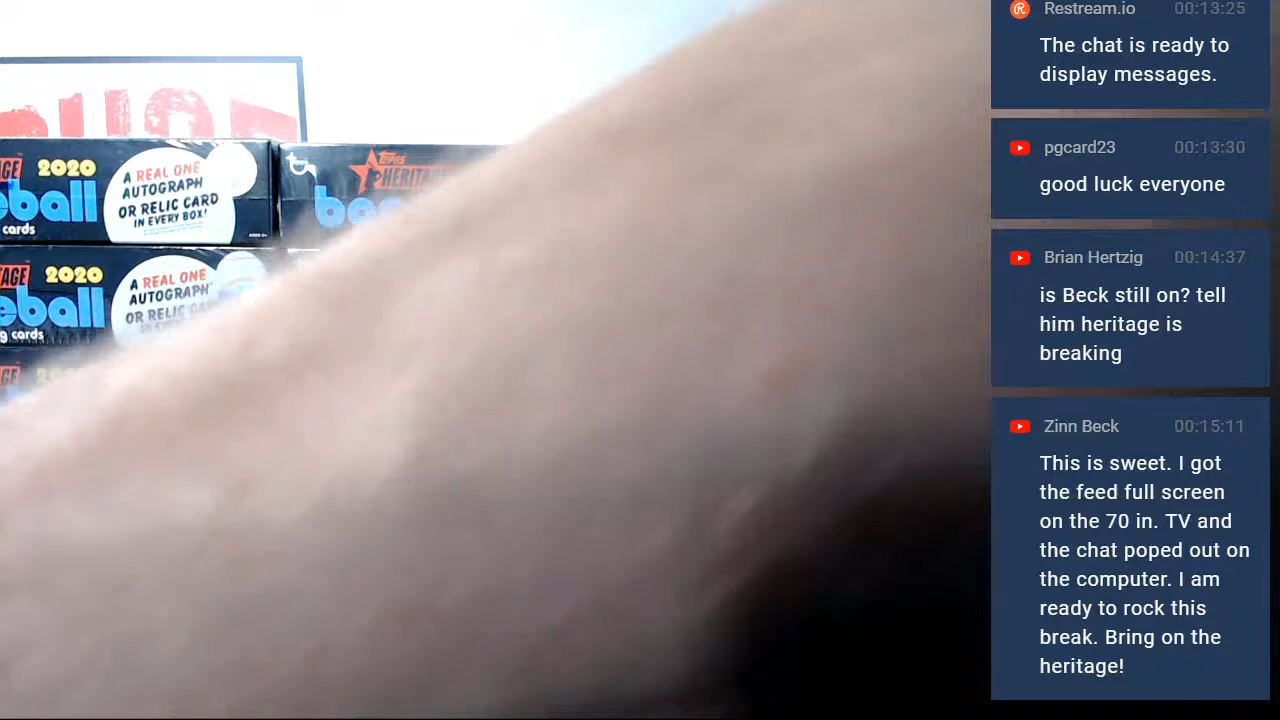 2020
A REAL ONE
AUTOGRAPH
OR RELIC CARD
IN EVERY BOX!
cards
TOPPS
HERITAGE
2020
A REAL ONE
AUTOGRAPH
OR RELIC
cards
Restream.io 00:13:25
The chat is ready to
display messages.
pgcard23 00:13:30
good luck everyone
Brian Hertzig 00:14:37
is Beck still on? tell
him heritage is
breaking
Zinn Beck 00:15:11
This is sweet. I got
the feed full screen
on the 70 in. TV and
the chat poped out on
the computer. I am
ready to rock this
break. Bring on the
heritage!